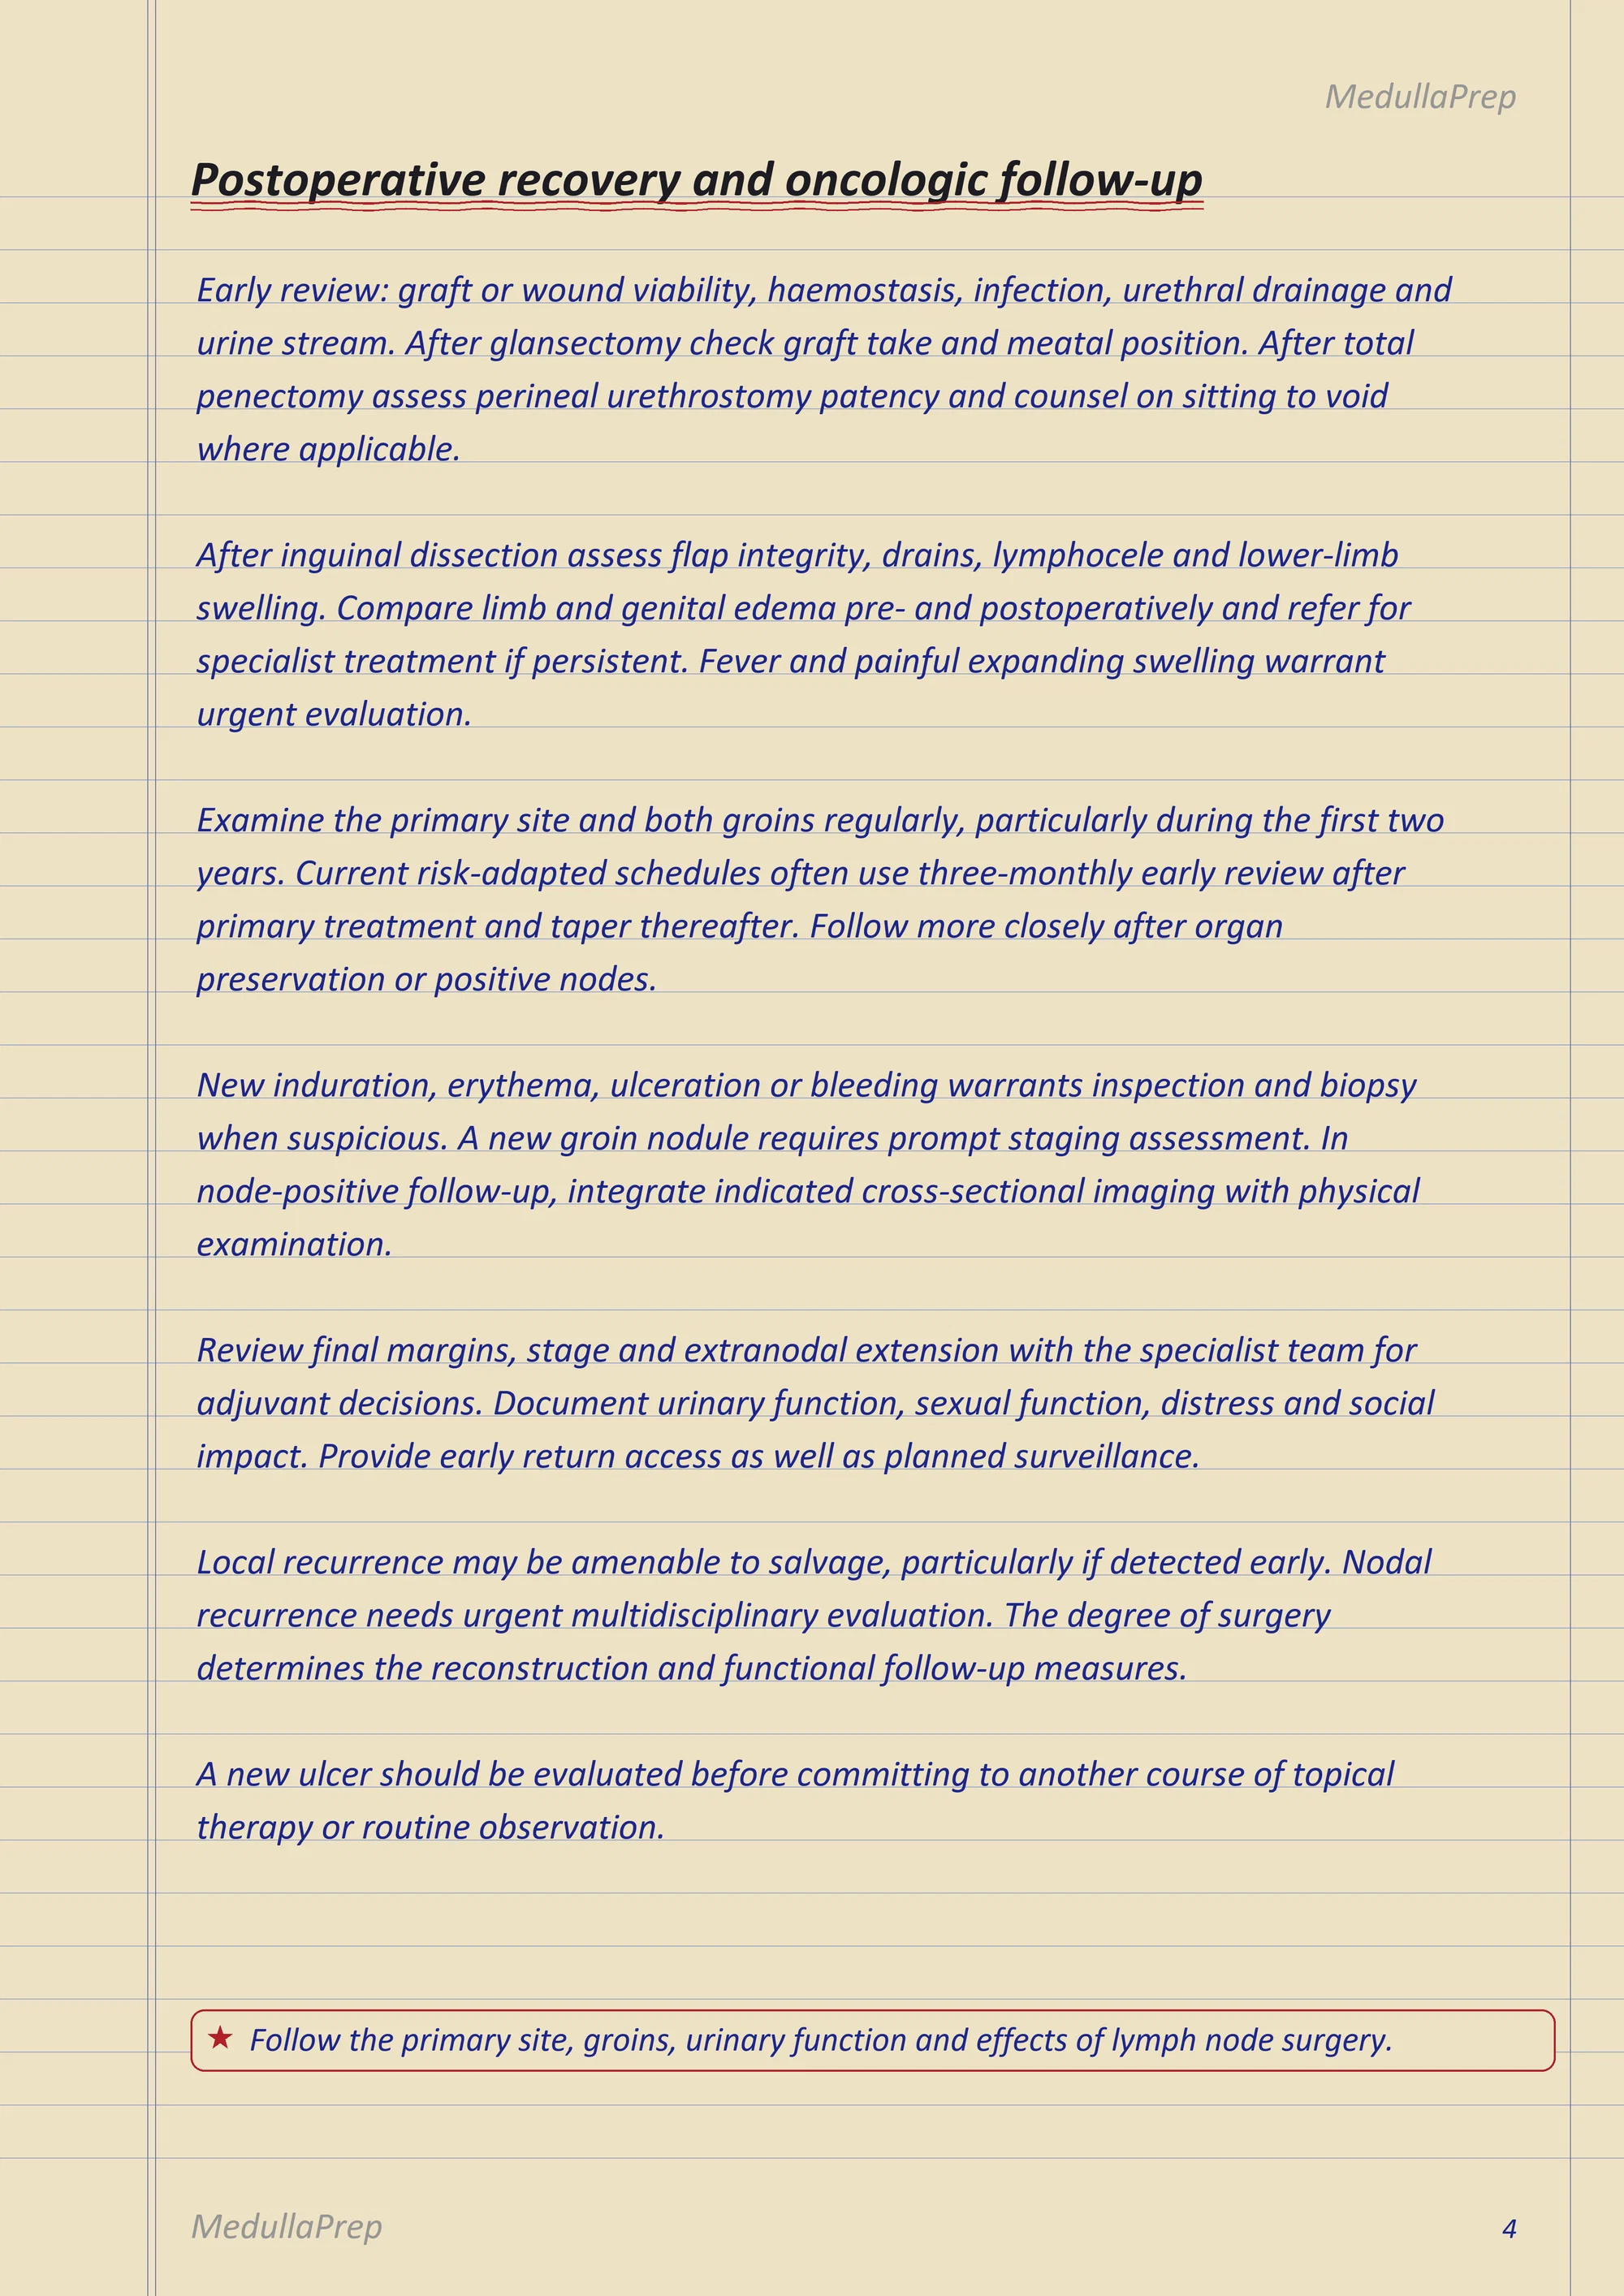 MedullaPrep
Postoperative recovery and oncologic follow-up
Early review: graft or wound viability, haemostasis, infection, urethral drainage and
urine stream. After glansectomy check graft take and meatal position. After total
penectomy assess perineal urethrostomy patency and counsel on sitting to void
where applicable.
After inguinal dissection assess flap integrity, drains, lymphocele and lower-limb
swelling. Compare limb and genital edema pre- and postoperatively and refer for
specialist treatment if persistent. Fever and painful expanding swelling warrant
urgent evaluation.
Examine the primary site and both groins regularly, particularly during the first two
years. Current risk-adapted schedules often use three-monthly early review after
primary treatment and taper thereafter. Follow more closely after organ
preservation or positive nodes.
New induration, erythema, ulceration or bleeding warrants inspection and biopsy
when suspicious. A new groin nodule requires prompt staging assessment. In
node-positive follow-up, integrate indicated cross-sectional imaging with physical
examination.
Review final margins, stage and extranodal extension with the specialist team for
adjuvant decisions. Document urinary function, sexual function, distress and social
impact. Provide early return access as well as planned surveillance.
Local recurrence may be amenable to salvage, particularly if detected early. Nodal
recurrence needs urgent multidisciplinary evaluation. The degree of surgery
determines the reconstruction and functional follow-up measures.
A new ulcer should be evaluated before committing to another course of topical
therapy or routine observation.
★ Follow the primary site, groins, urinary function and effects of lymph node surgery.
MedullaPrep
4